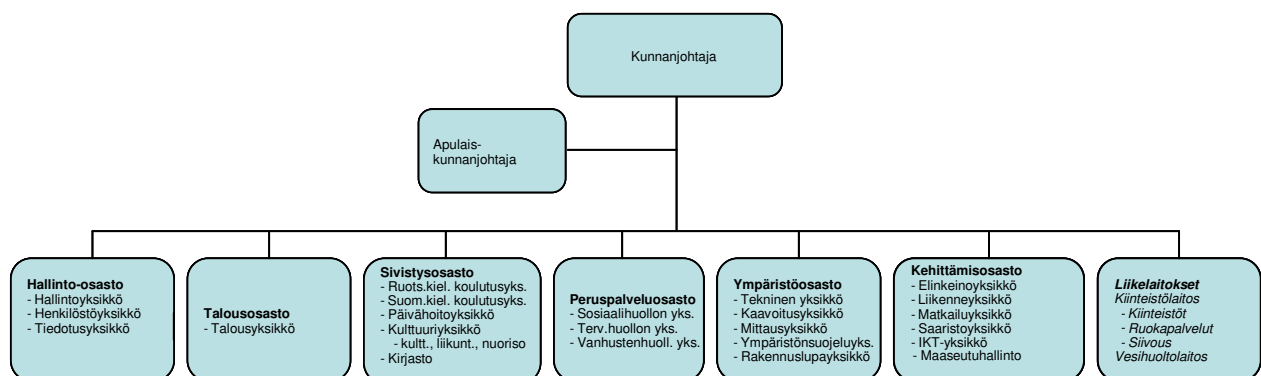 Kunnanjohtaja
Apulais-
kunnanjohtaja
Hallinto-osasto
- Hallintoyksikkö
- Henkilöstöyksikkö
- Tiedotusyksikkö
Talousosasto
- Talousyksikkö
Sivistysosasto
- Ruots.kiel. koulutusyks.
- Suom.kiel. koulutusyks.
- Päivähoitoyksikkö
- Kulttuuriyksikkö
- kultt., liikunt., nuoriso
- Kirjasto
Peruspalveluosasto
- Sosiaalihuollon yks.
- Terv.huollon yks.
- Vanhustenhuoll. yks.
Ympäristöosasto
- Tekninen yksikkö
- Kaavoitusyksikkö
- Mittausyksikkö
- Ympäristönsuojeluyks.
- Rakennuslupayksikkö
Kehittämisosasto
- Elinkeinoyksikkö
- Liikenneyksikkö
- Matkailuyksikkö
- Saaristoyksikkö
- IKT-yksikkö
- Maaseutuhallinto
Liikelaitokset
Kiinteistölaitos
- Kiinteistöt
- Ruokapalvelut
- Siivous
Vesihuoltolaitos